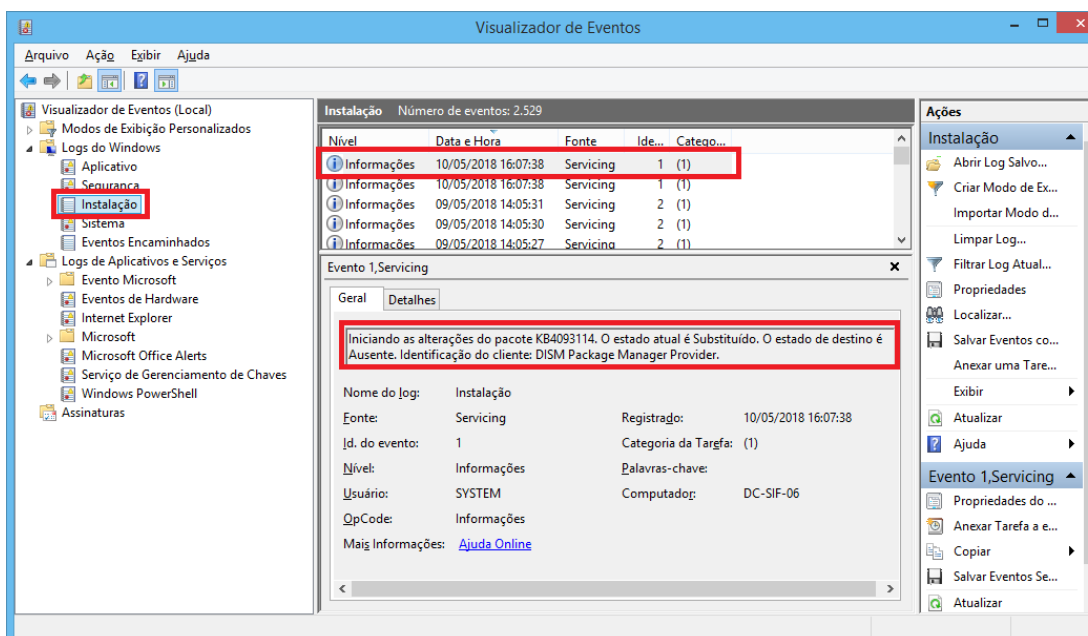 Visualizador de Eventos
Arquivo Ação Exibir Ajuda
Visualizador de Eventos (Local)
Modos de Exibição Personalizados
Logs do Windows
Aplicativo
Segurança
Instalação
Sistema
Eventos Encaminhados
Logs de Aplicativos e Serviços
Evento Microsoft
Eventos de Hardware
Internet Explorer
Microsoft
Microsoft Office Alerts
Serviço de Gerenciamento de Chaves
Windows PowerShell
Assinaturas
Instalação Número de eventos: 2.529
Nível Data e Hora Fonte Ide... Catego...
Informações 10/05/2018 16:07:38 Servicing 1 (1)
Informações 10/05/2018 16:07:38 Servicing 1 (1)
Informações 09/05/2018 14:05:31 Servicing 2 (1)
Informações 09/05/2018 14:05:30 Servicing 2 (1)
Informações 09/05/2018 14:05:27 Servicing 2 (1)
Evento 1,Servicing
Geral Detalhes
Iniciando as alterações do pacote KB4093114. O estado atual é Substituído. O estado de destino é
Ausente. Identificação do cliente: DISM Package Manager Provider.
Nome do log: Instalação
Fonte: Servicing Registrado: 10/05/2018 16:07:38
Id. do evento: 1 Categoria da Tarefa: (1)
Nível: Informações Palavras-chave:
Usuário: SYSTEM Computador: DC-SIF-06
OpCode: Informações
Mais Informações: Ajuda Online
Ações
Instalação
Abrir Log Salvo...
Criar Modo de Ex...
Importar Modo d...
Limpar Log...
Filtrar Log Atual...
Propriedades
Localizar...
Salvar Eventos co...
Anexar uma Tare...
Exibir
Atualizar
Ajuda
Evento 1,Servicing
Propriedades do ...
Anexar Tarefa a e...
Copiar
Salvar Eventos Se...
Atualizar